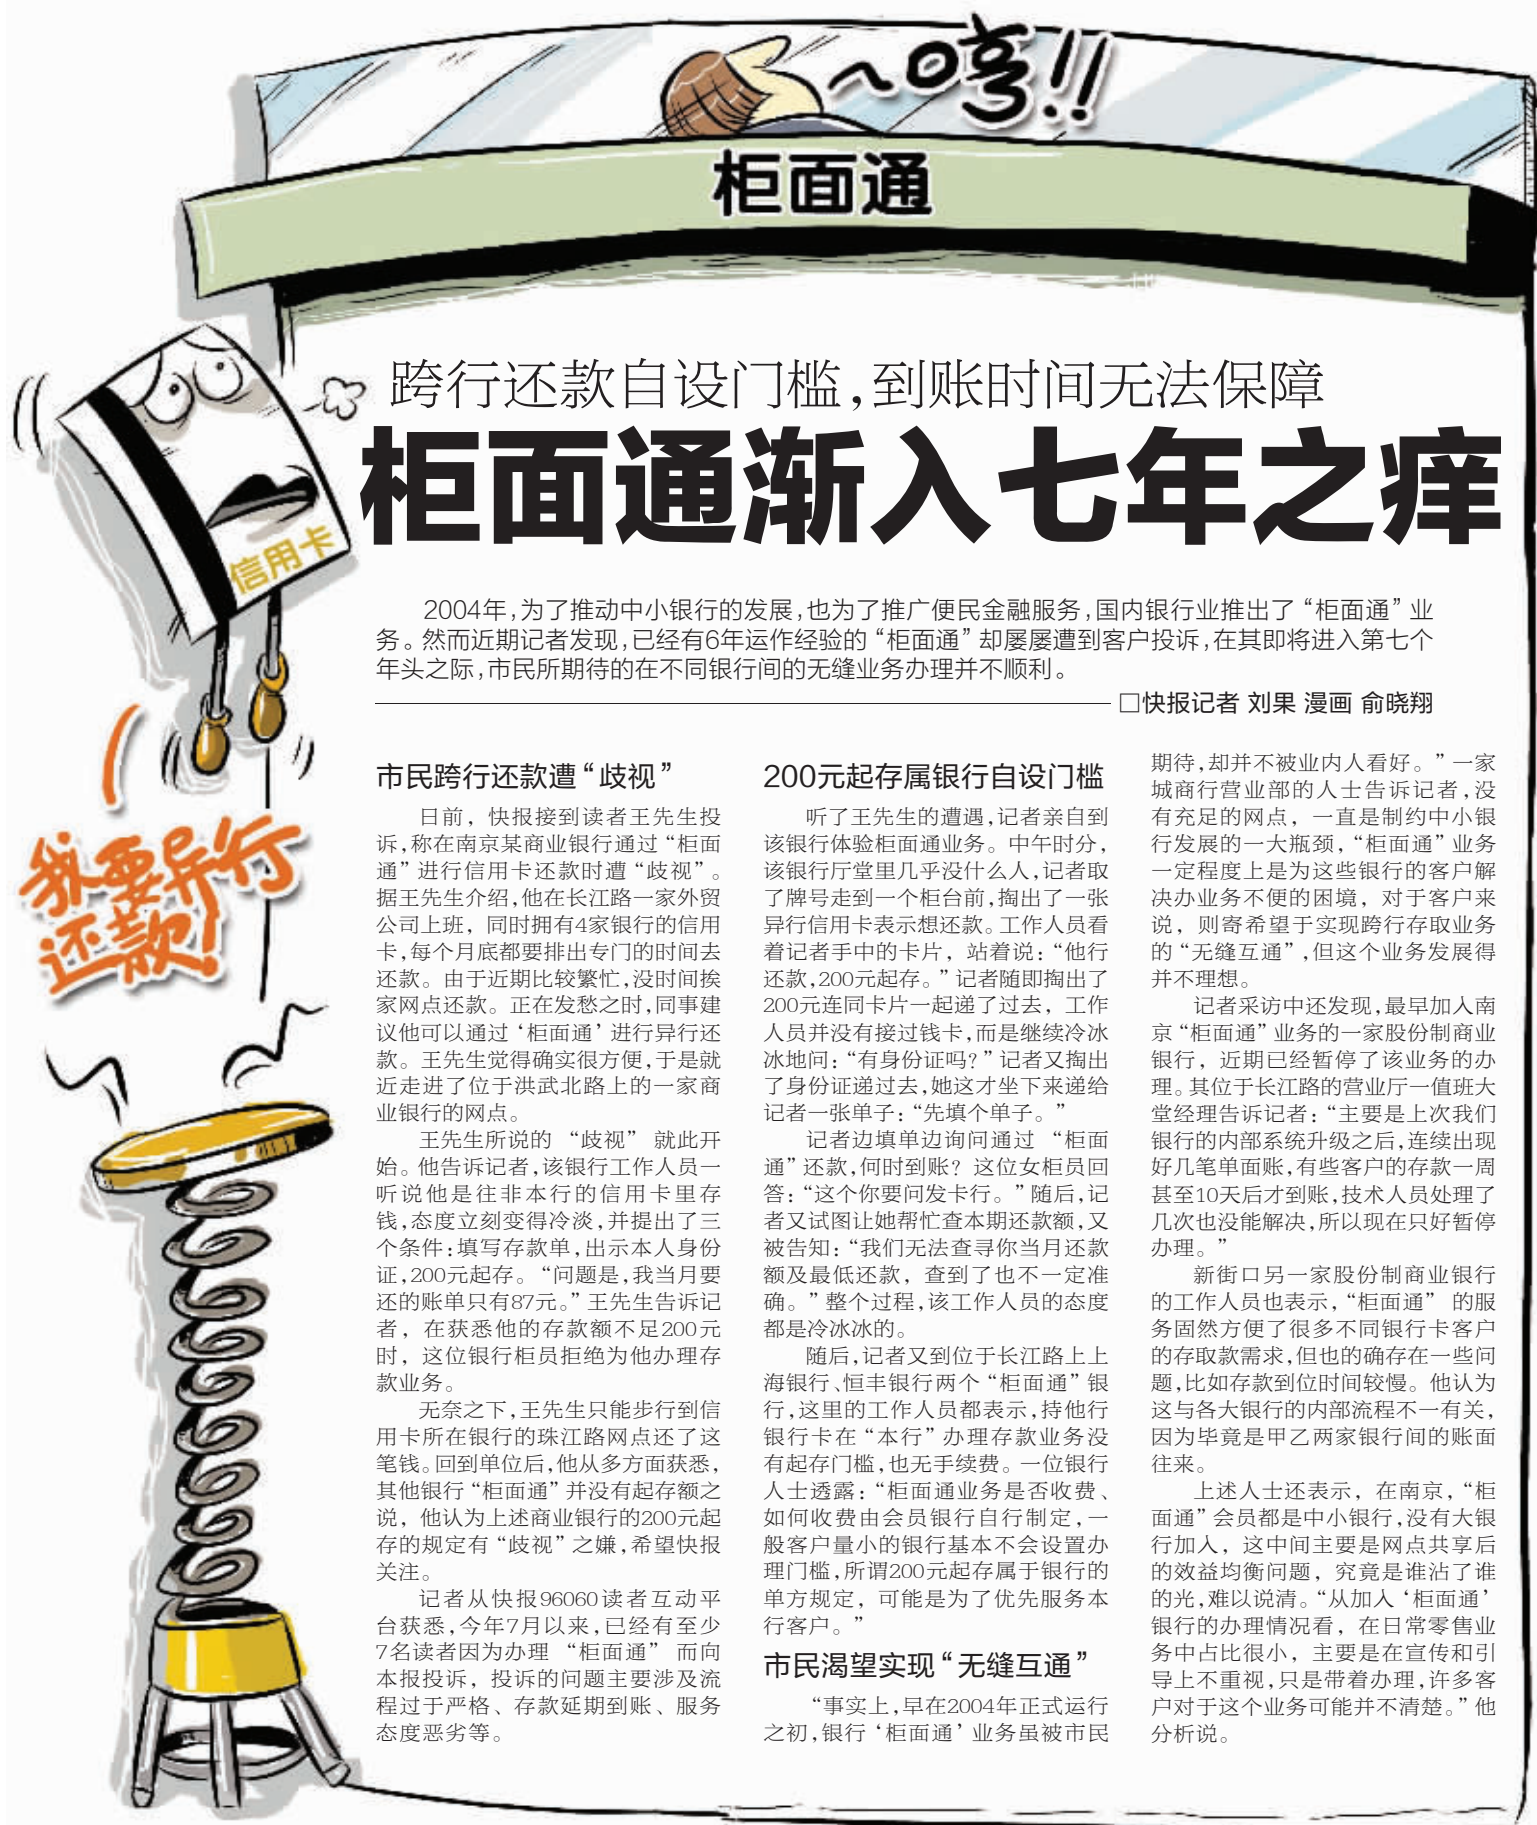 ~哼!!
柜面通
跨行还款自设门槛,到账时间无法保障
柜面通渐入七年之痒
信用卡
我要异行
还款!
2004年,为了推动中小银行的发展,也为了推广便民金融服务,国内银行业推出了“柜面通”业
务。然而近期记者发现,已经有6年运作经验的“柜面通”却屡屡遭到客户投诉,在其即将进入第七个
年头之际,市民所期待的在不同银行间的无缝业务办理并不顺利。
□快报记者 刘果 漫画 俞晓翔
市民跨行还款遭“歧视”
日前，快报接到读者王先生投
诉,称在南京某商业银行通过“柜面
通”进行信用卡还款时遭“歧视”。
据王先生介绍,他在长江路一家外贸
公司上班，同时拥有4家银行的信用
卡,每个月底都要排出专门的时间去
还款。由于近期比较繁忙,没时间挨
家网点还款。正在发愁之时,同事建
议他可以通过‘柜面通’进行异行还
款。王先生觉得确实很方便,于是就
近走进了位于洪武北路上的一家商
业银行的网点。
王先生所说的 “歧视” 就此开
始。他告诉记者,该银行工作人员一
听说他是往非本行的信用卡里存
钱,态度立刻变得冷淡,并提出了三
个条件:填写存款单,出示本人身份
证,200元起存。“问题是,我当月要
还的账单只有87元。”王先生告诉记
者，在获悉他的存款额不足200元
时，这位银行柜员拒绝为他办理存
款业务。
无奈之下,王先生只能步行到信
用卡所在银行的珠江路网点还了这
笔钱。回到单位后,他从多方面获悉,
其他银行“柜面通”并没有起存额之
说，他认为上述商业银行的200元起
存的规定有“歧视”之嫌,希望快报
关注。
记者从快报96060读者互动平
台获悉,今年7月以来,已经有至少
7名读者因为办理 “柜面通” 而向
本报投诉，投诉的问题主要涉及流
程过于严格、存款延期到账、服务
态度恶劣等。
200元起存属银行自设门槛
听了王先生的遭遇,记者亲自到
该银行体验柜面通业务。中午时分,
该银行厅堂里几乎没什么人,记者取
了牌号走到一个柜台前,掏出了一张
异行信用卡表示想还款。工作人员看
着记者手中的卡片，站着说:“他行
还款,200元起存。”记者随即掏出了
200元连同卡片一起递了过去，工作
人员并没有接过钱卡,而是继续冷冰
冰地问:“有身份证吗?”记者又掏出
了身份证递过去,她这才坐下来递给
记者一张单子:“先填个单子。”
记者边填单边询问通过 “柜面
通”还款,何时到账？这位女柜员回
答:“这个你要问发卡行。”随后,记
者又试图让她帮忙查本期还款额,又
被告知:“我们无法查寻你当月还款
额及最低还款，查到了也不一定准
确。”整个过程,该工作人员的态度
都是冷冰冰的。
随后,记者又到位于长江路上上
海银行、恒丰银行两个“柜面通”银
行,这里的工作人员都表示,持他行
银行卡在“本行”办理存款业务没
有起存门槛,也无手续费。一位银行
人士透露:“柜面通业务是否收费、
如何收费由会员银行自行制定,一
般客户量小的银行基本不会设置办
理门槛,所谓200元起存属于银行的
单方规定，可能是为了优先服务本
行客户。”
市民渴望实现“无缝互通”
“事实上,早在2004年正式运行
之初,银行‘柜面通’业务虽被市民
期待,却并不被业内人看好。”一家
城商行营业部的人士告诉记者,没
有充足的网点，一直是制约中小银
行发展的一大瓶颈,“柜面通”业务
一定程度上是为这些银行的客户解
决办业务不便的困境，对于客户来
说，则寄希望于实现跨行存取业务
的“无缝互通”,但这个业务发展得
并不理想。
记者采访中还发现,最早加入南
京“柜面通”业务的一家股份制商业
银行，近期已经暂停了该业务的办
理。其位于长江路的营业厅一值班大
堂经理告诉记者:“主要是上次我们
银行的内部系统升级之后,连续出现
好几笔单面账,有些客户的存款一周
甚至10天后才到账,技术人员处理了
几次也没能解决,所以现在只好暂停
办理。”
新街口另一家股份制商业银行
的工作人员也表示,“柜面通” 的服
务固然方便了很多不同银行卡客户
的存取款需求,但也的确存在一些问
题,比如存款到位时间较慢。他认为
这与各大银行的内部流程不一有关,
因为毕竟是甲乙两家银行间的账面
往来。
上述人士还表示，在南京,“柜
面通”会员都是中小银行,没有大银
行加入，这中间主要是网点共享后
的效益均衡问题，究竟是谁沾了谁
的光,难以说清。“从加入‘柜面通’
银行的办理情况看，在日常零售业
务中占比很小，主要是在宣传和引
导上不重视,只是带着办理,许多客
户对于这个业务可能并不清楚。”他
分析说。